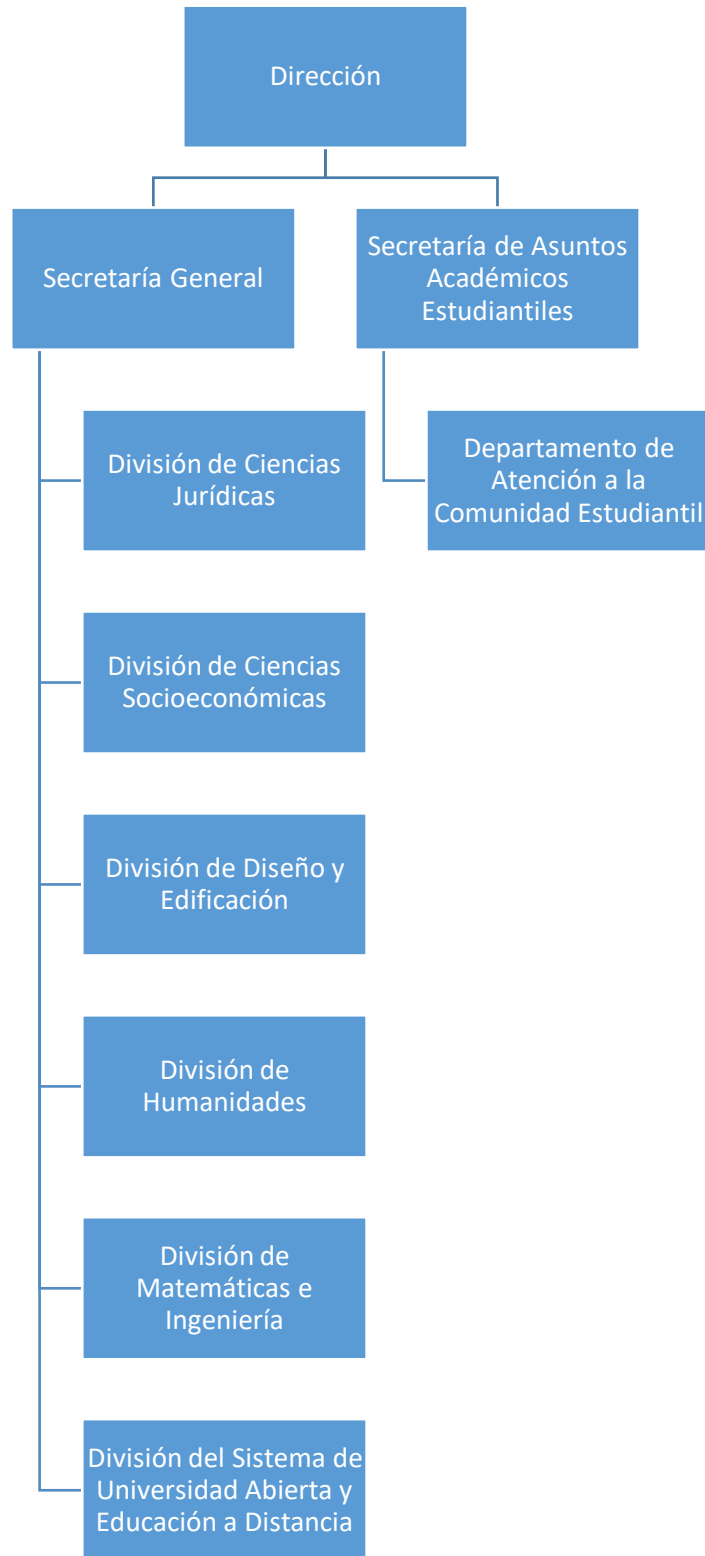 Dirección
Secretaría General
Secretaría de Asuntos
Académicos
Estudiantiles
División de Ciencias
Jurídicas
Departamento de
Atención a la
Comunidad Estudiantil
División de Ciencias
Socioeconómicas
División de Diseño y
Edificación
División de
Humanidades
División de
Matemáticas e
Ingeniería
División del Sistema de
Universidad Abierta y
Educación a Distancia